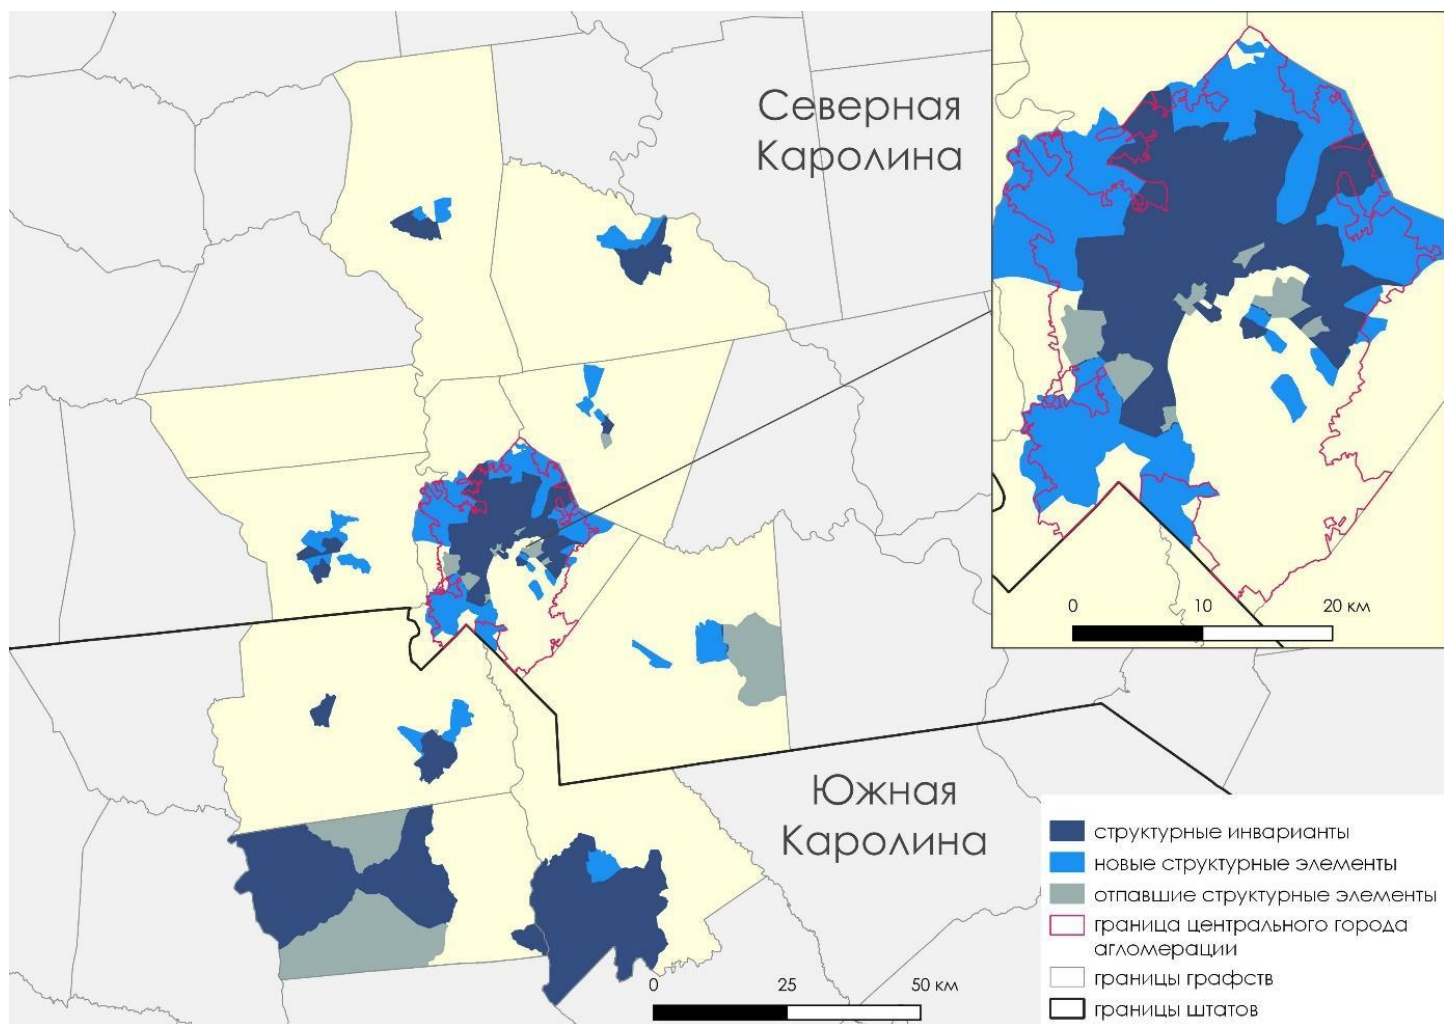 Северная
Каролина
0
10
20 км
Южная
Каролина
структурные инварианты
новые структурные элементы
отпавшие структурные элементы
граница центрального города
агломерации
границы графств
границы штатов
0
25
50 км